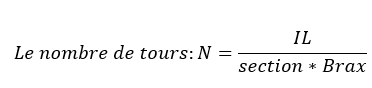 Le nombre de tours: N = IL / section * Brax